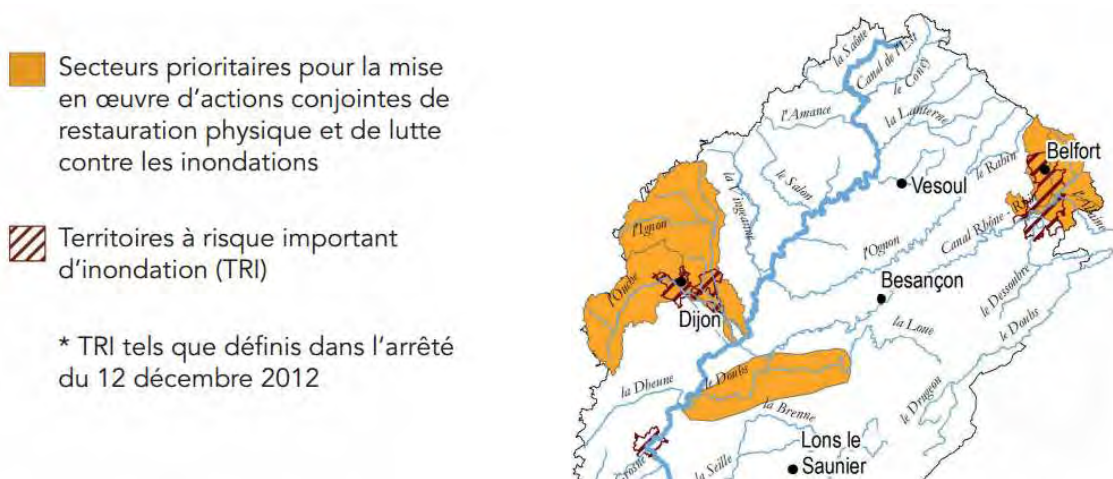 Secteurs prioritaires pour la mise
en œuvre d'actions conjointes de
restauration physique et de lutte
contre les inondations
Territoires à risque important
d'inondation (TRI)
* TRI tels que définis dans l'arrêté
du 12 décembre 2012
la Saône
Canal de l'Est
le Coney
l'Amance
la Lanterne
Belfort
le Rahin
la Vingeanne
le Salon
Vesoul
l'Ignon
l'Ognon
Canal Rhône - Rhin
l'Ouche
Besançon
le Dessoubre
Dijon
la Loue
le Doubs
la Dheune
le Doubs
la Brenne
le Drugeon
Lons le
Saunier
la Seille